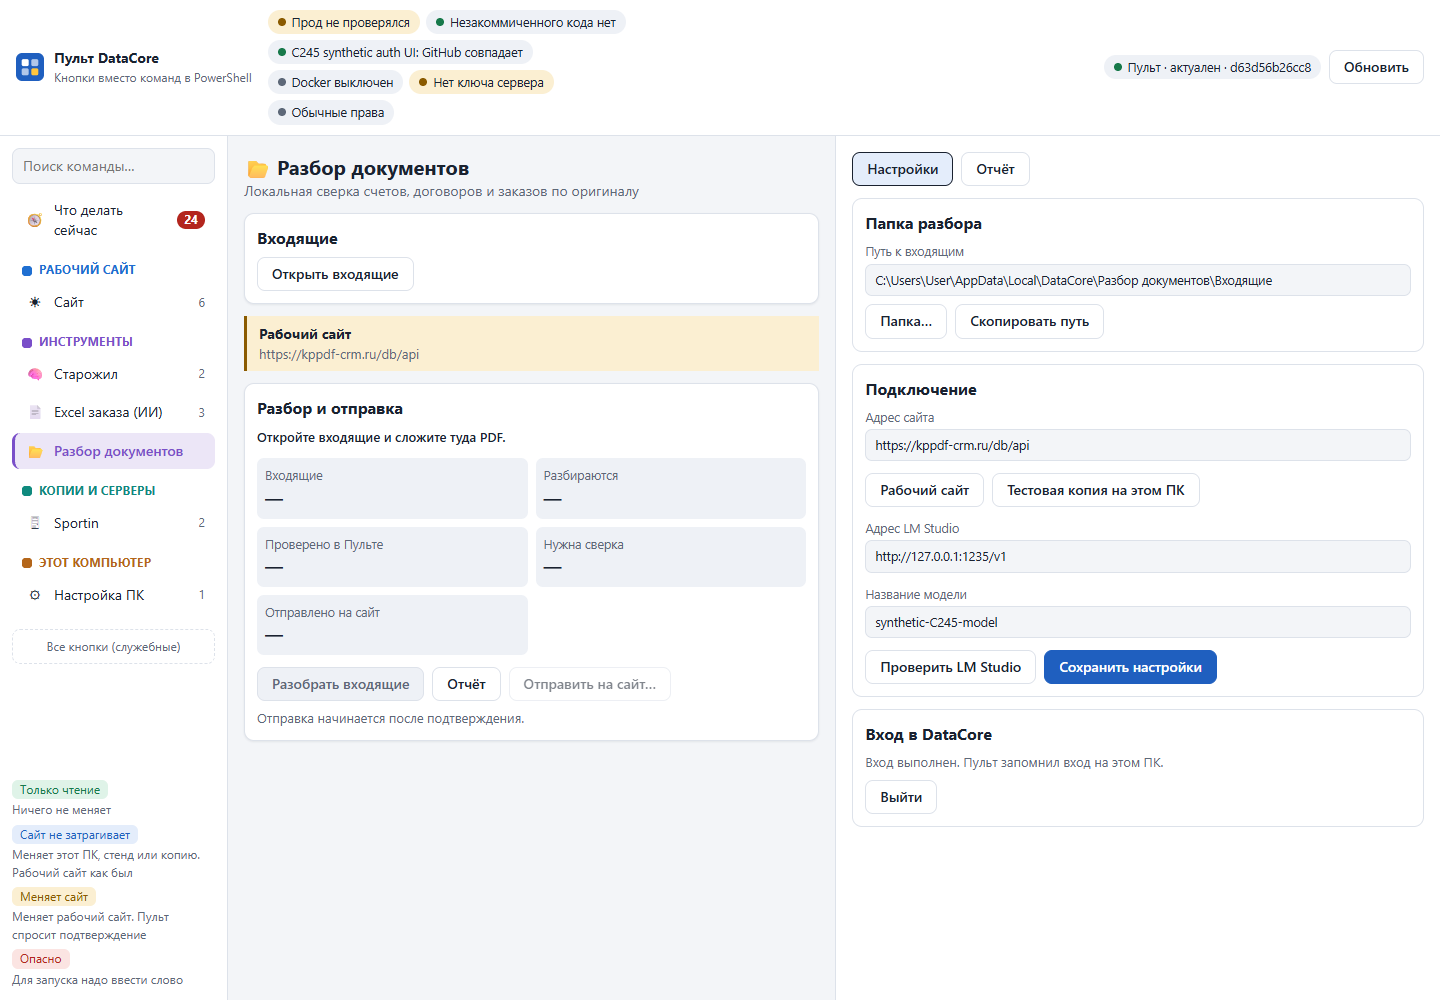 Пульт DataCore
Кнопки вместо команд в PowerShell
Прод не проверялся
Незакоммиченного кода нет
C245 synthetic auth UI: GitHub совпадает
Docker выключен
Нет ключа сервера
Обычные права
Пульт · актуален · d63d56b26cc8
Обновить
Поиск команды...
Что делать
сейчас
24
РАБОЧИЙ САЙТ
Сайт 6
ИНСТРУМЕНТЫ
Старожил 2
Excel заказа (ИИ) 3
Разбор документов
КОПИИ И СЕРВЕРЫ
Sportin 2
ЭТОТ КОМПЬЮТЕР
Настройка ПК 1
Все кнопки (служебные)
Только чтение
Ничего не меняет
Сайт не затрагивает
Меняет этот ПК, стенд или копию.
Рабочий сайт как был
Меняет сайт
Меняет рабочий сайт. Пульт
спросит подтверждение
Опасно
Для запуска надо ввести слово
Разбор документов
Локальная сверка счетов, договоров и заказов по оригиналу
Входящие
Открыть входящие
Рабочий сайт
https://kppdf-crm.ru/db/api
Разбор и отправка
Откройте входящие и сложите туда PDF.
Входящие
—
Разбираются
—
Проверено в Пульте
—
Нужна сверка
—
Отправлено на сайт
—
Разобрать входящие
Отчёт
Отправить на сайт...
Отправка начинается после подтверждения.
Настройки
Отчёт
Папка разбора
Путь к входящим
C:\Users\User\AppData\Local\DataCore\Разбор документов\Входящие
Папка...
Скопировать путь
Подключение
Адрес сайта
https://kppdf-crm.ru/db/api
Рабочий сайт
Тестовая копия на этом ПК
Адрес LM Studio
http://127.0.0.1:1235/v1
Название модели
synthetic-C245-model
Проверить LM Studio
Сохранить настройки
Вход в DataCore
Вход выполнен. Пульт запомнил вход на этом ПК.
Выйти